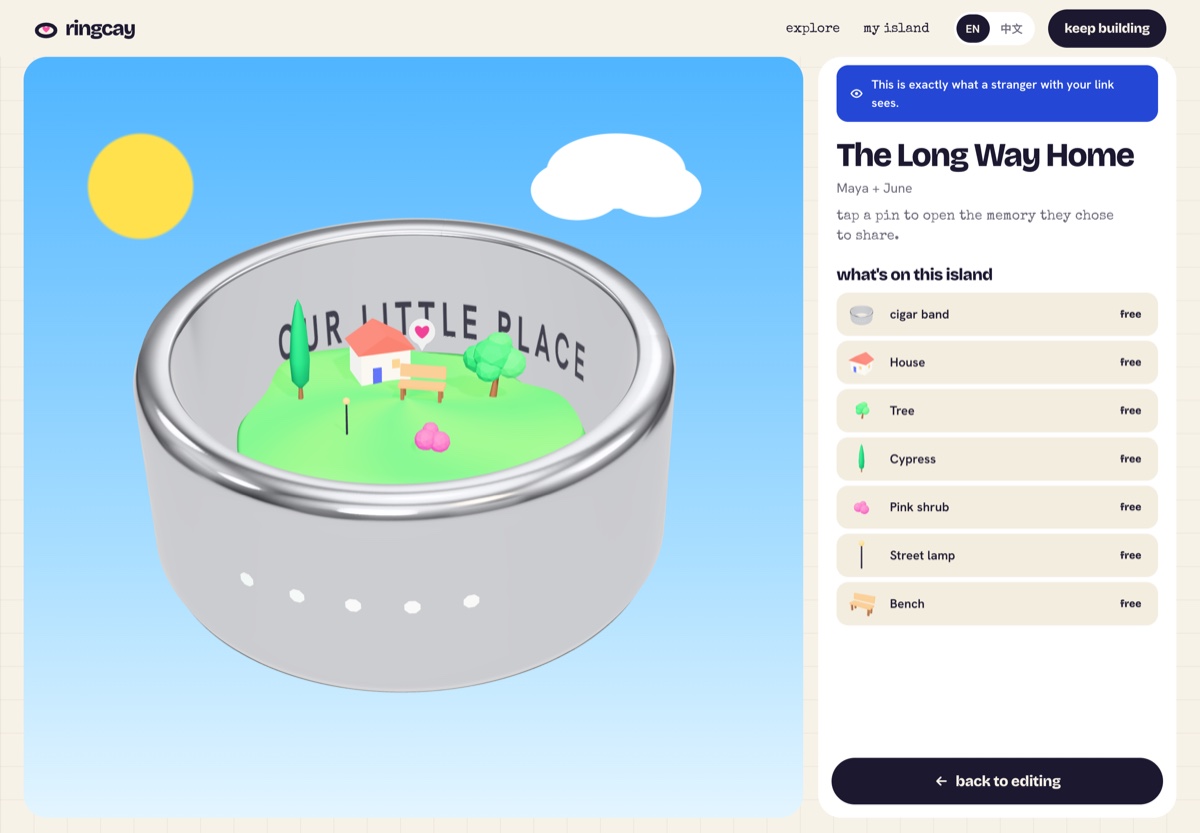 ringcay
explore
my island
EN
中文
keep building
OUR LITTLE PLACE
This is exactly what a stranger with your link
sees.
The Long Way Home
Maya + June
tap a pin to open the memory they chose
to share.
what's on this island
cigar band free
House free
Tree free
Cypress free
Pink shrub free
Street lamp free
Bench free
← back to editing